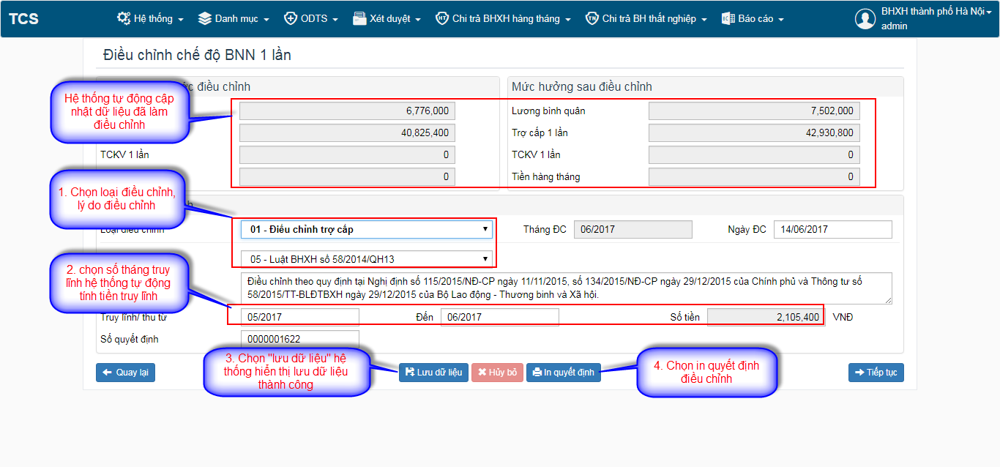 TCS
Hệ thống
Danh mục
ODTS
Xét duyệt
Chi trả BHXH hàng tháng
Chi trả BH thất nghiệp
Báo cáo
BHXH thành phố Hà Nội
admin
Điều chỉnh chế độ BNN 1 lần
điều chỉnh
Mức hưởng sau điều chỉnh
Hệ thống tự động cập
nhật dữ liệu đã làm
điều chỉnh
6,776,000
Lương bình quân
7,502,000
40,825,400
Trợ cấp 1 lần
42,930,800
TCKV 1 lần
0
TCKV 1 lần
0
0
Tiền hàng tháng
0
1. Chọn loại điều chỉnh,
lý do điều chỉnh
Loại điều chỉnh
01 - Điều chỉnh trợ cấp
Tháng ĐC
06/2017
Ngày ĐC
14/06/2017
05 - Luật BHXH số 58/2014/QH13
2. chọn số tháng truy
lĩnh hệ thống tự động
tính tiền truy lĩnh
Điều chỉnh theo quy định tại Nghị định số 115/2015/NĐ-CP ngày 11/11/2015, số 134/2015/NĐ-CP ngày 29/12/2015 của Chính phủ và Thông tư số
58/2015/TT-BLĐTBXH ngày 29/12/2015 của Bộ Lao động - Thương binh và Xã hội.
Truy lĩnh/ thu từ
05/2017
Đến
06/2017
Số tiền
2,105,400
VNĐ
Số quyết định
0000001622
3. Chọn "lưu dữ liệu" hệ
thống hiển thị lưu dữ liệu
thành công
4. Chọn in quyết định
điều chỉnh
Quay lại
Lưu dữ liệu
Hủy bỏ
In quyết định
Tiếp tục